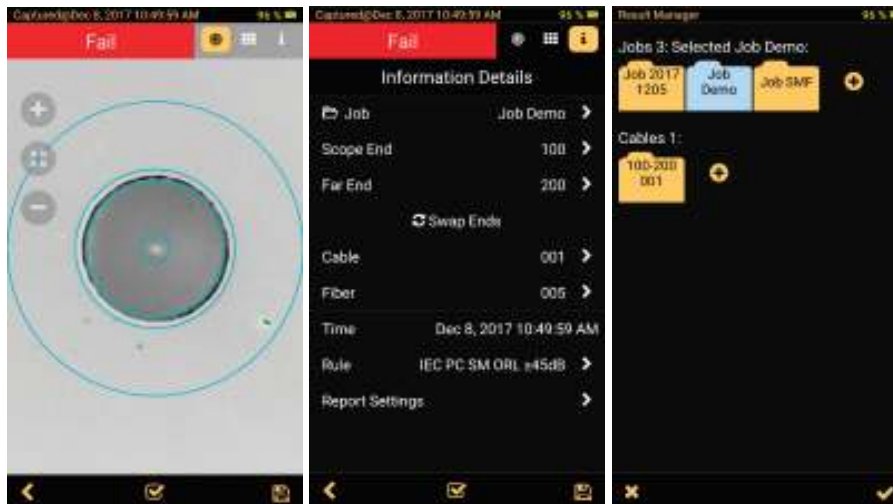 Captured@Dec 8, 2017 10:49:59 AM 96 %
Fail
Captured@Dec 8, 2017 10:49:59 AM 96 %
Fail
Information Details
Job Job Demo
Scope End 100
Far End 200
Swap Ends
Cable 001
Fiber 005
Time Dec 8, 2017 10:49:59 AM
Rule IEC PC SM ORL ≥45dB
Report Settings
Result Manager 96 %
Jobs 3: Selected Job Demo:
Job 2017
1205
Job
Demo
Job SMF
Cables 1:
100-200
001